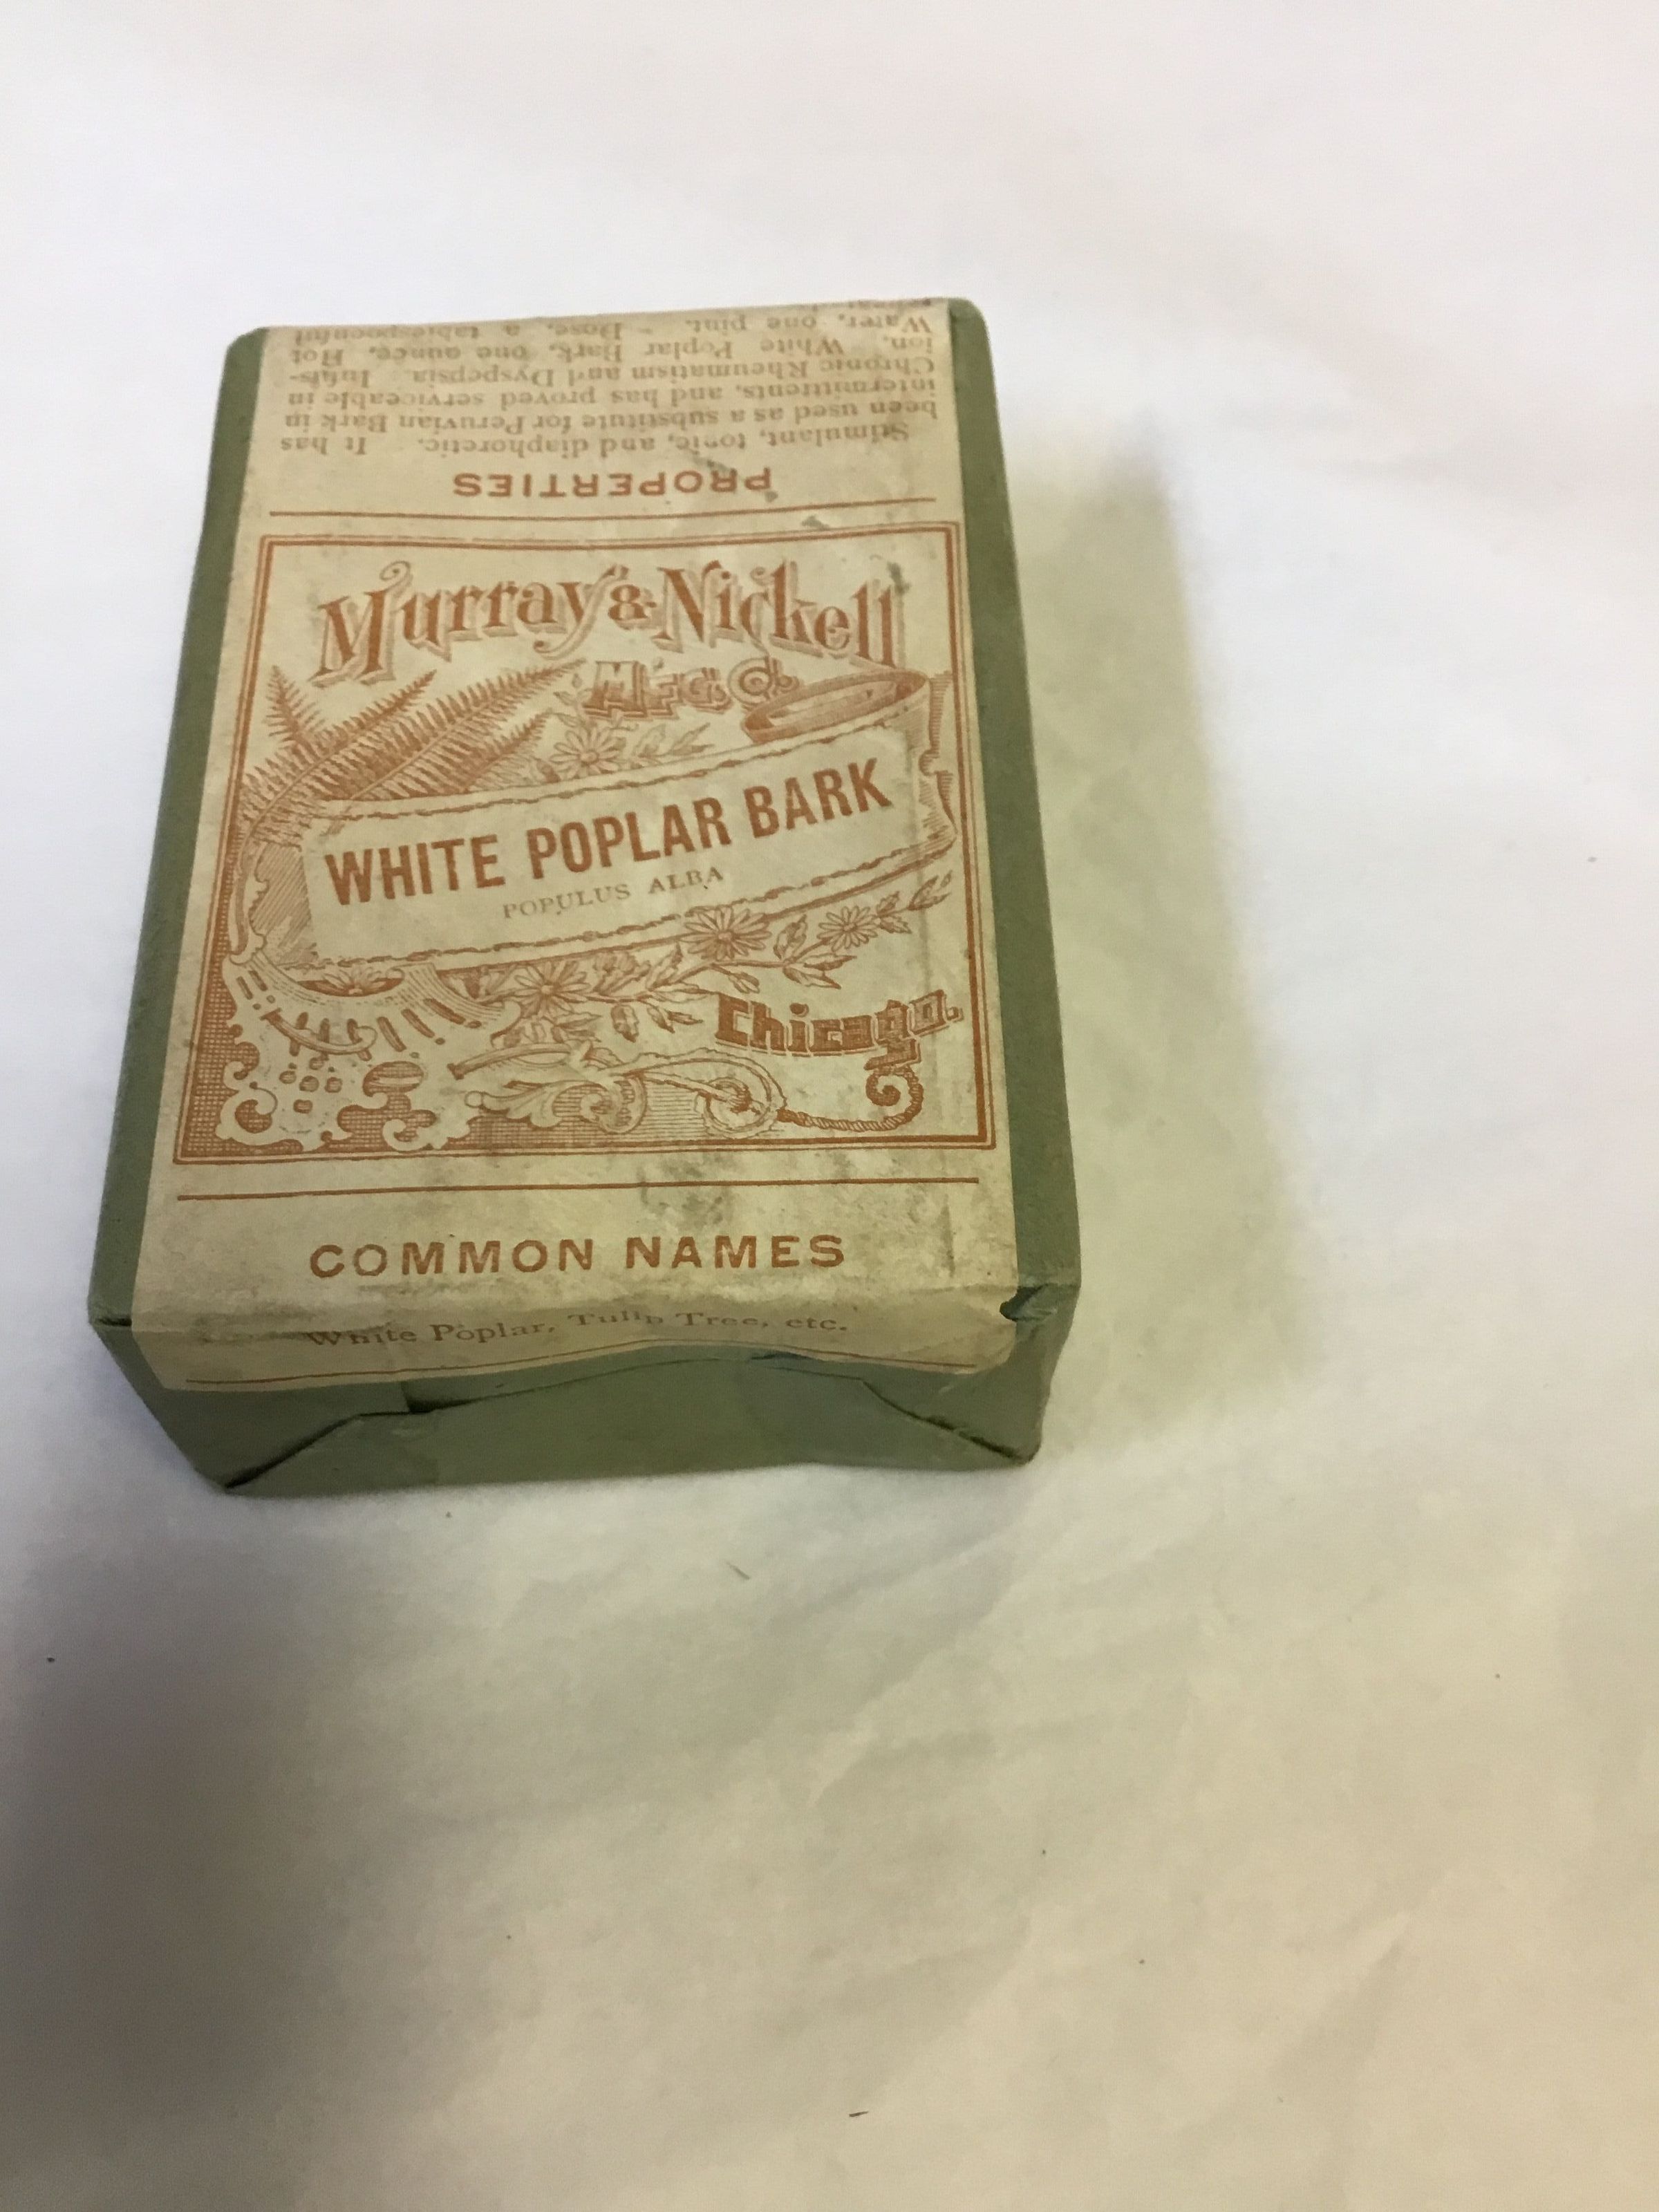 PROPERTIES
Stimulant, tonic, and diaphoretic. It has
been used as a substitute for Peruvian Bark in
intermittents, and has proved serviceable in
Chronic Rheumatism and Dyspepsia. Infus-
ion. White Poplar Bark, one ounce, Hot
Water, one pint. - Dose, a tablespoonful
Murray & Nickell
M'F'G Co.
WHITE POPLAR BARK
POPULUS ALBA
Chicago.
COMMON NAMES
White Poplar, Tulip Tree, etc.